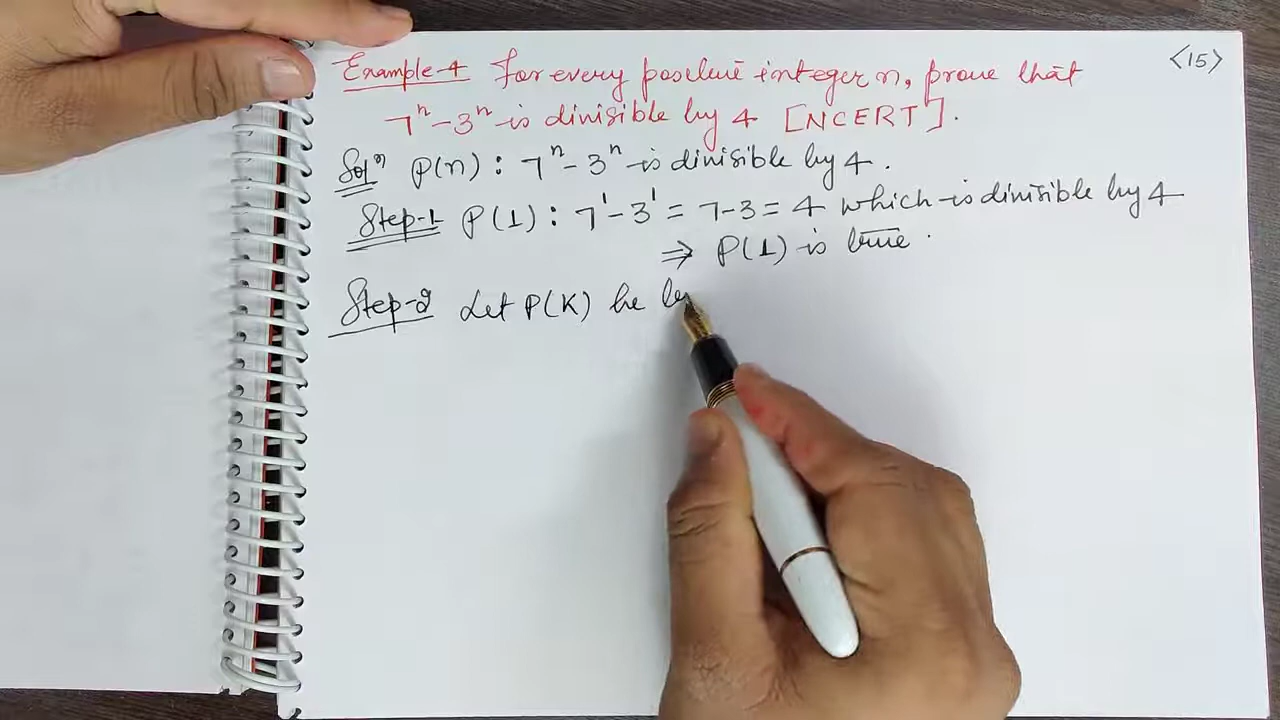 <15>
Example-4 For every positive integer n, prove that
7ⁿ - 3ⁿ is divisible by 4 [NCERT].
Solⁿ P(n) : 7ⁿ - 3ⁿ is divisible by 4.
Step-1 P(1) : 7¹ - 3¹ = 7-3 = 4 which is divisible by 4
⇒ P(1) is true.
Step-2 Let P(K) be